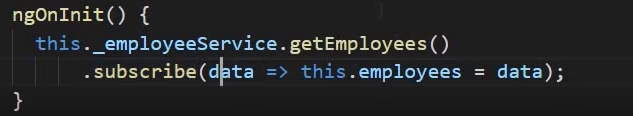 ngOnInit() {
this._employeeService.getEmployees()
.subscribe(data => this.employees = data);
}